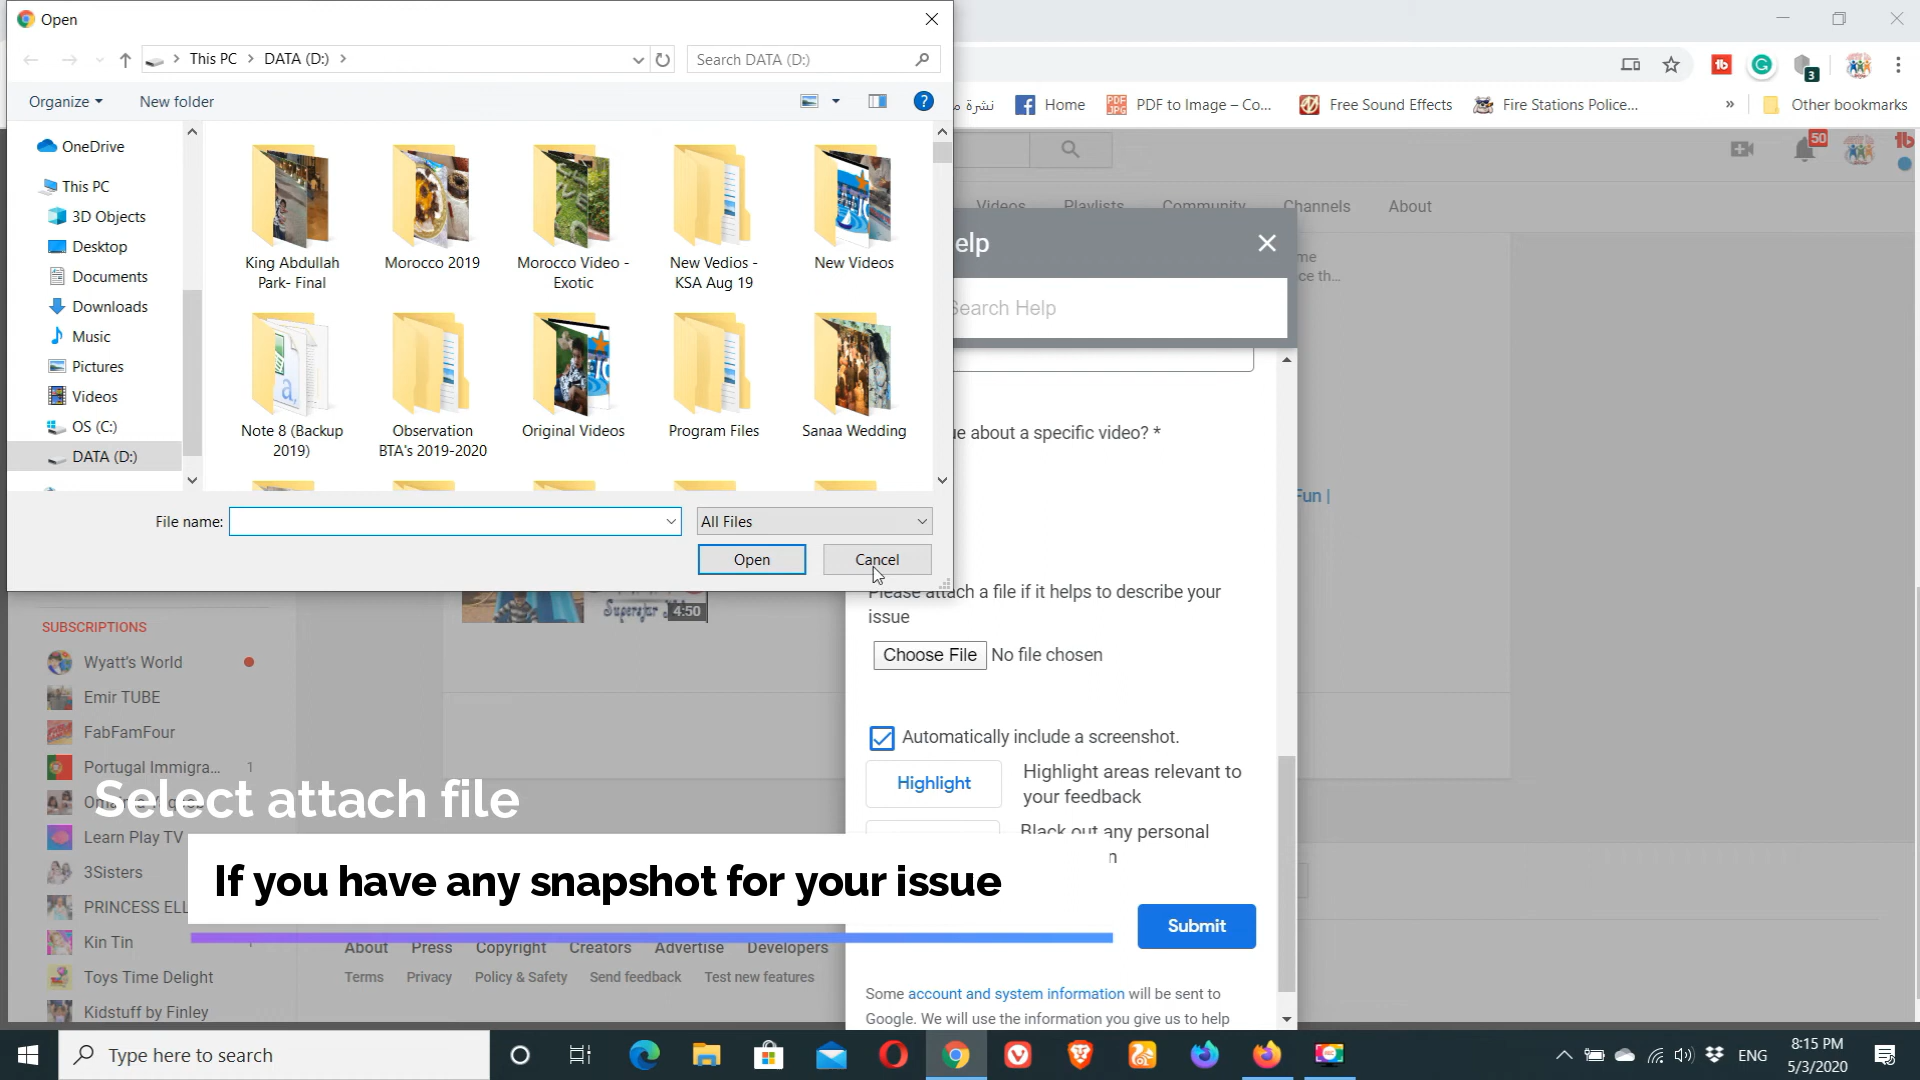 Open
This PC
DATA (D:)
Search DATA (D:)
Organize
New folder
3
نشرة
Home
PDF to Image – Co...
Free Sound Effects
Fire Stations Police...
»
Other bookmarks
OneDrive
This PC
3D Objects
Desktop
Documents
Downloads
Music
Pictures
Videos
OS (C:)
DATA (D:)
King Abdullah
Park- Final
Morocco 2019
Morocco Video -
Exotic
New Vedios -
KSA Aug 19
New Videos
Note 8 (Backup
2019)
Observation
BTA's 2019-2020
Original Videos
Program Files
Sanaa Wedding
File name:
All Files
Open
Cancel
50
Videos
Playlists
Community
Channels
About
elp
Search Help
me
ce th...
ue about a specific video? *
Fun |
Please attach a file if it helps to describe your
issue
Choose File No file chosen
Automatically include a screenshot.
Highlight
Highlight areas relevant to
your feedback
Black out any personal
n
Submit
Some account and system information will be sent to
Google. We will use the information you give us to help
4:50
SUBSCRIPTIONS
Wyatt's World
Emir TUBE
FabFamFour
Portugal Immigra... 1
Learn Play TV
3Sisters
PRINCESS ELL
Kin Tin
Toys Time Delight
Kidstuff by Finley
Select attach file
If you have any snapshot for your issue
About Press Copyright Creators Advertise Developers
Terms Privacy Policy & Safety Send feedback Test new features
Type here to search
ENG
8:15 PM
5/3/2020